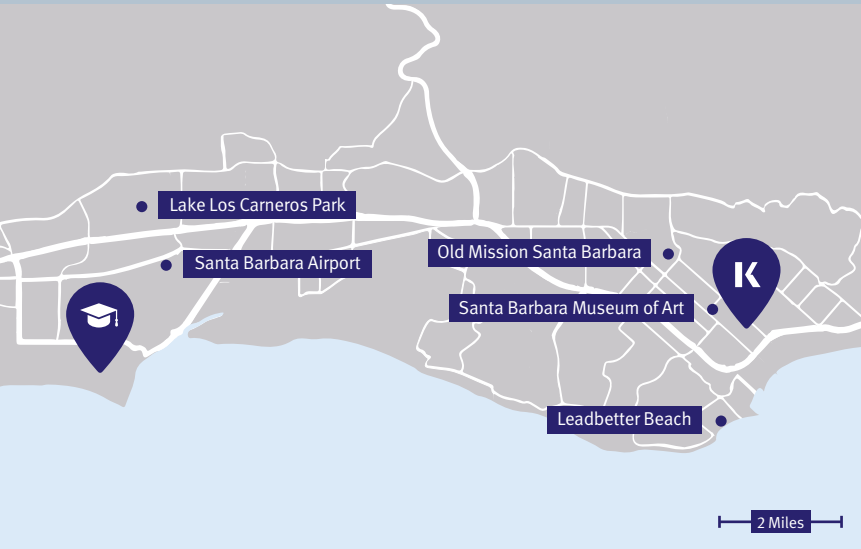 Lake Los Carneros Park
Old Mission Santa Barbara
Santa Barbara Airport
K
Santa Barbara Museum of Art
Leadbetter Beach
2 Miles